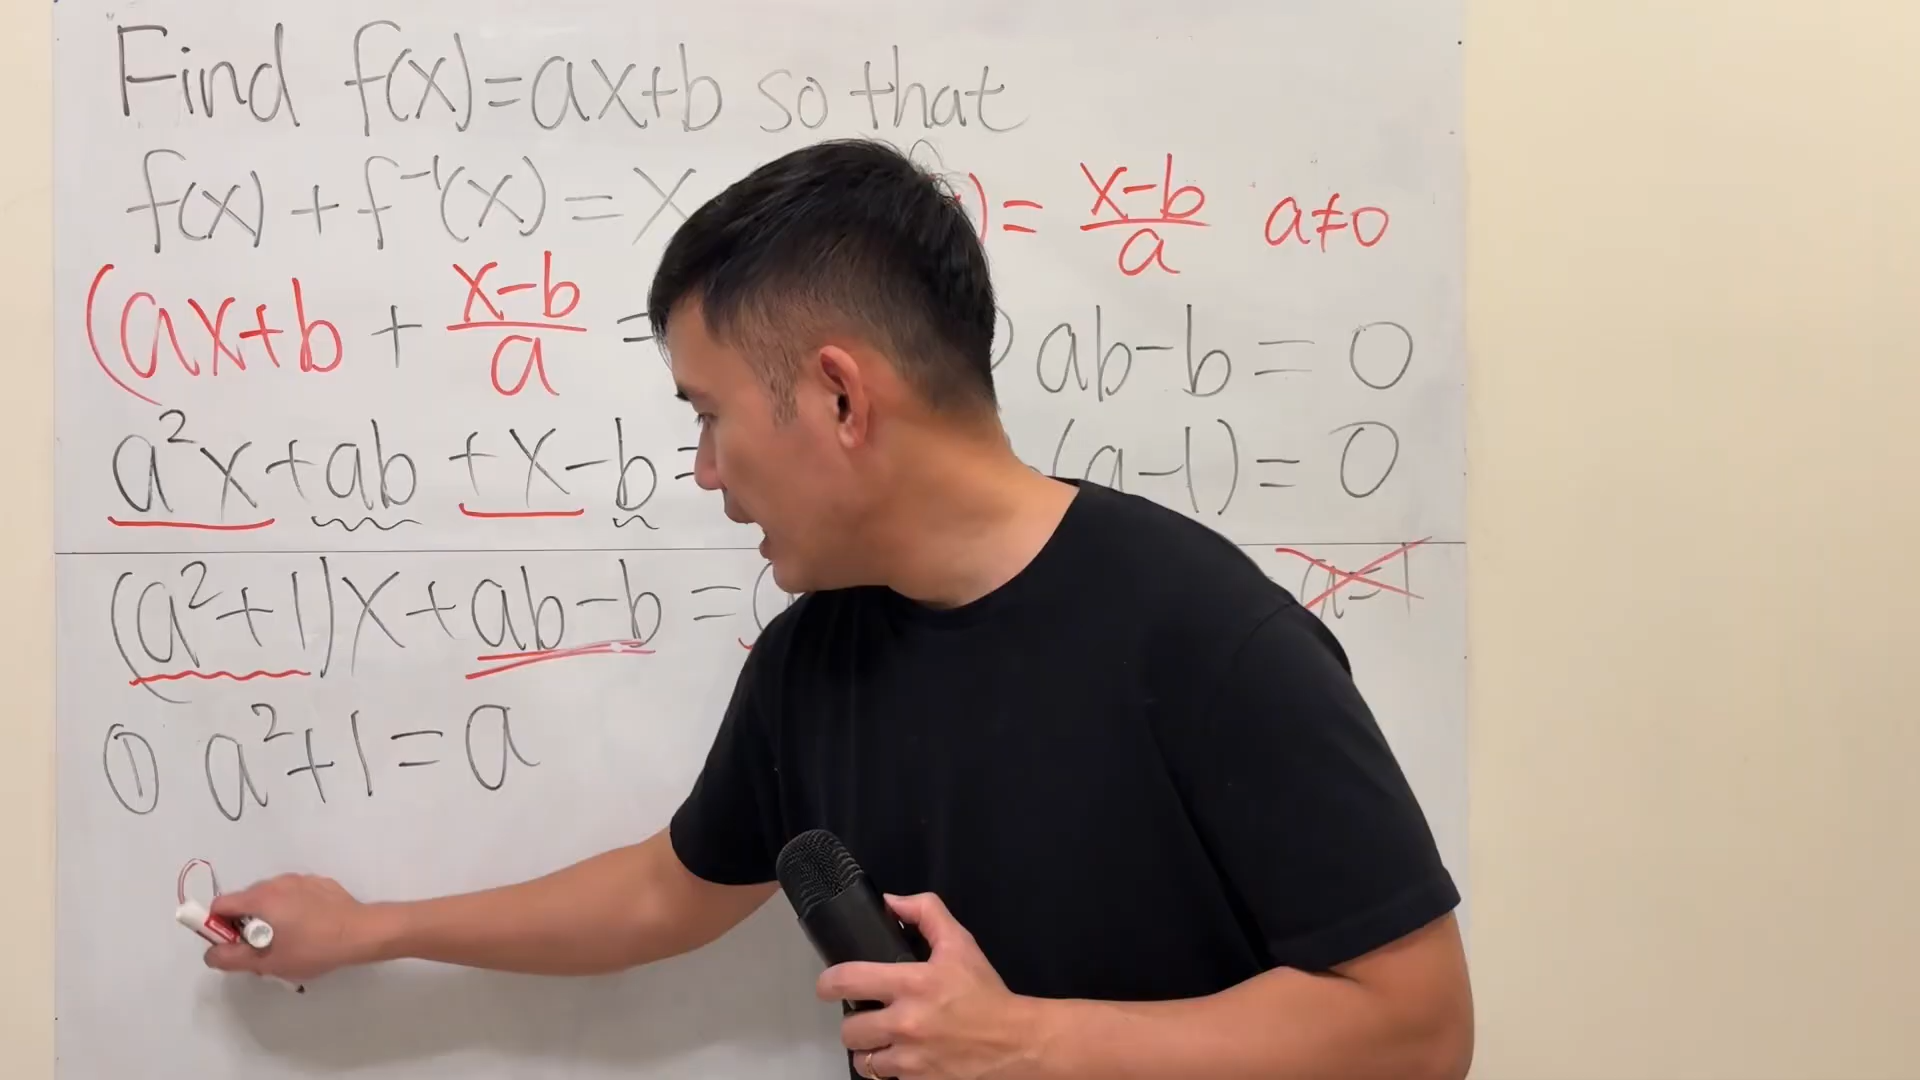 Find f(x)=ax+b so that
f(x) + f⁻¹(x) = x
) = x-b/a a≠0
(ax+b + x-b/a =
ab-b = 0
a²x+ab+x-b=
(a-1)=0
(a²+1)x+ab-b=
a=1
① a²+1=a